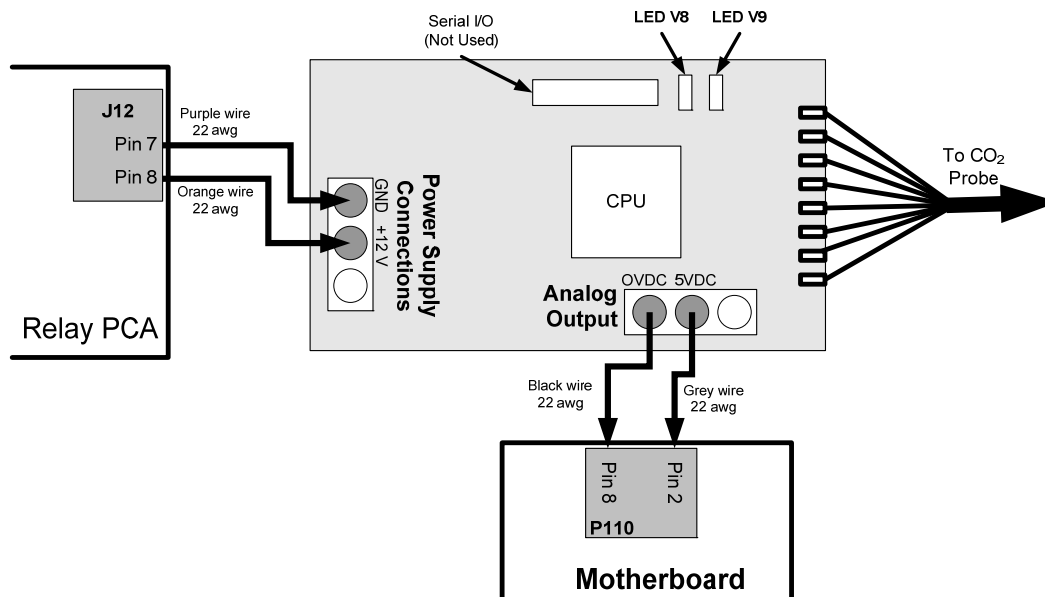 Serial I/O
(Not Used)
LED V8
LED V9
J12
Pin 7
Pin 8
Purple wire
22 awg
Orange wire
22 awg
Relay PCA
GND
+12 V
Power Supply
Connections
CPU
To CO₂
Probe
Analog
Output
OVDC
5VDC
Black wire
22 awg
Grey wire
22 awg
Pin 8
Pin 2
P110
Motherboard